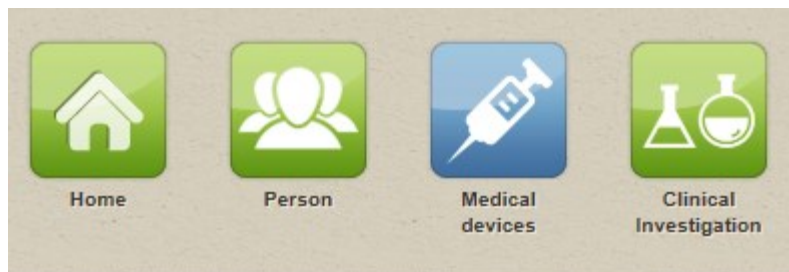 Home
Person
Medical
devices
Clinical
Investigation